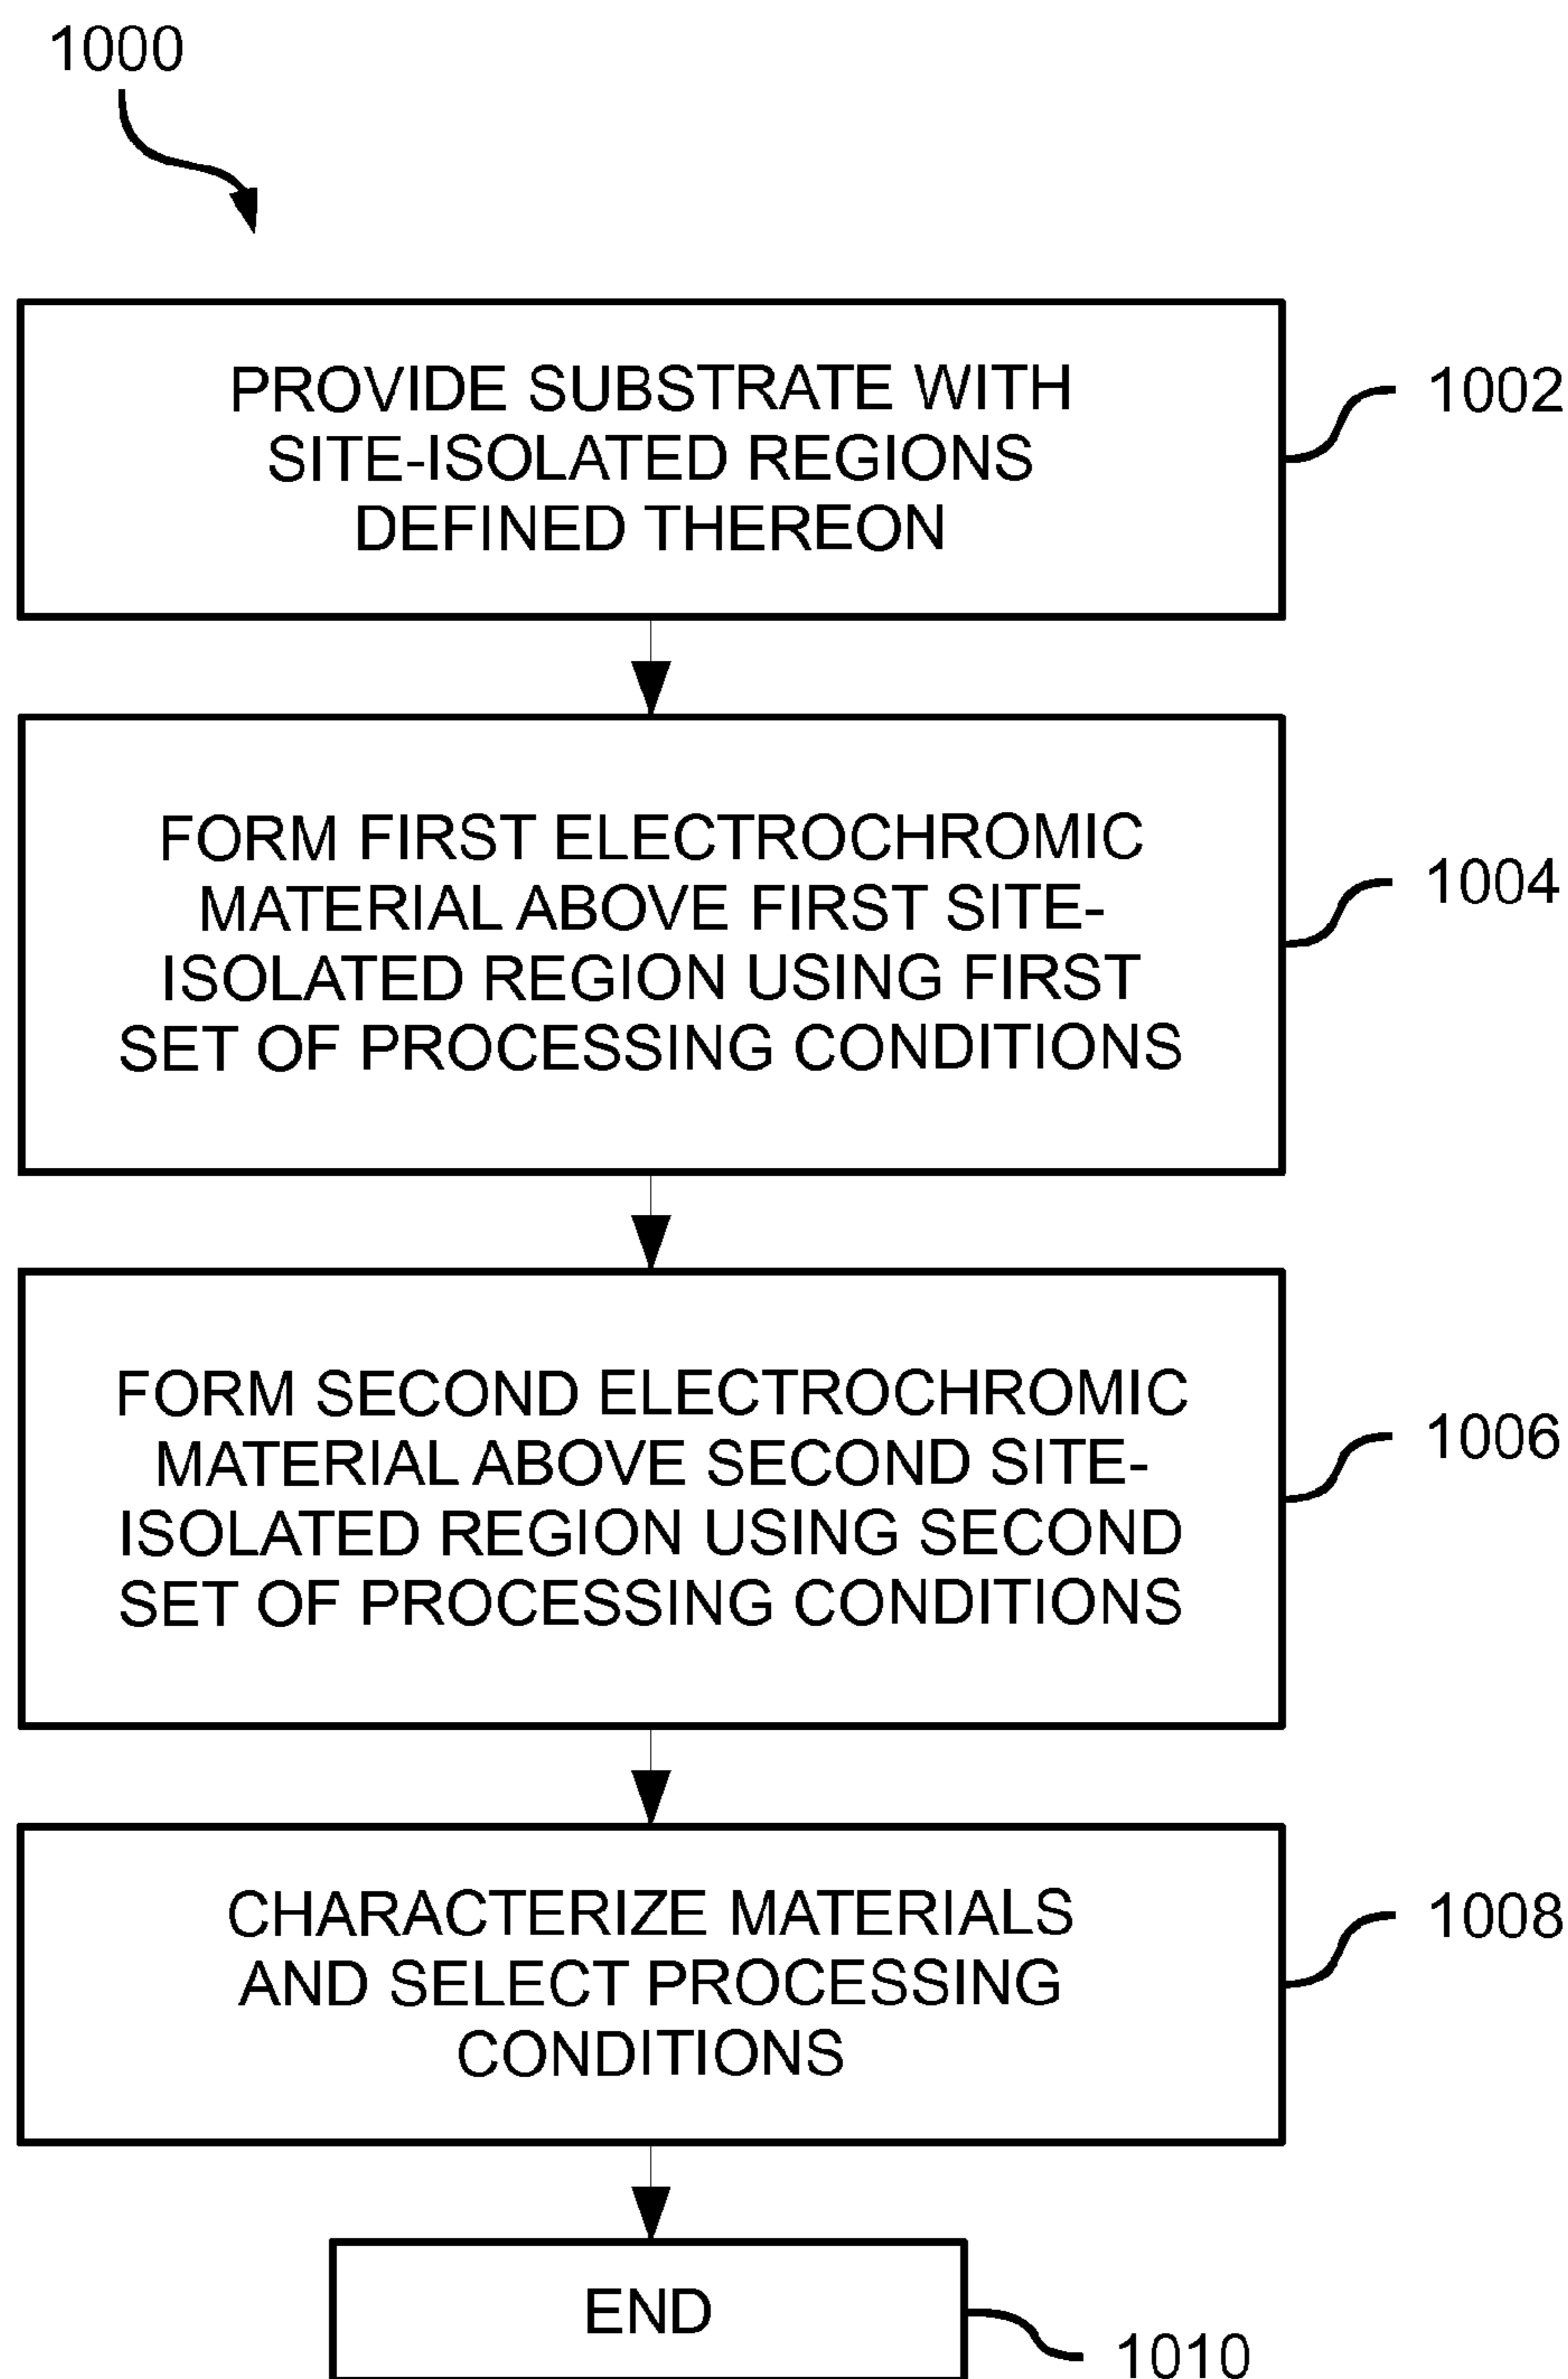 1000
PROVIDE SUBSTRATE WITH
SITE-ISOLATED REGIONS
DEFINED THEREON
1002
FORM FIRST ELECTROCHROMIC
MATERIAL ABOVE FIRST SITE-
ISOLATED REGION USING FIRST
SET OF PROCESSING CONDITIONS
1004
FORM SECOND ELECTROCHROMIC
MATERIAL ABOVE SECOND SITE-
ISOLATED REGION USING SECOND
SET OF PROCESSING CONDITIONS
1006
CHARACTERIZE MATERIALS
AND SELECT PROCESSING
CONDITIONS
1008
END
1010